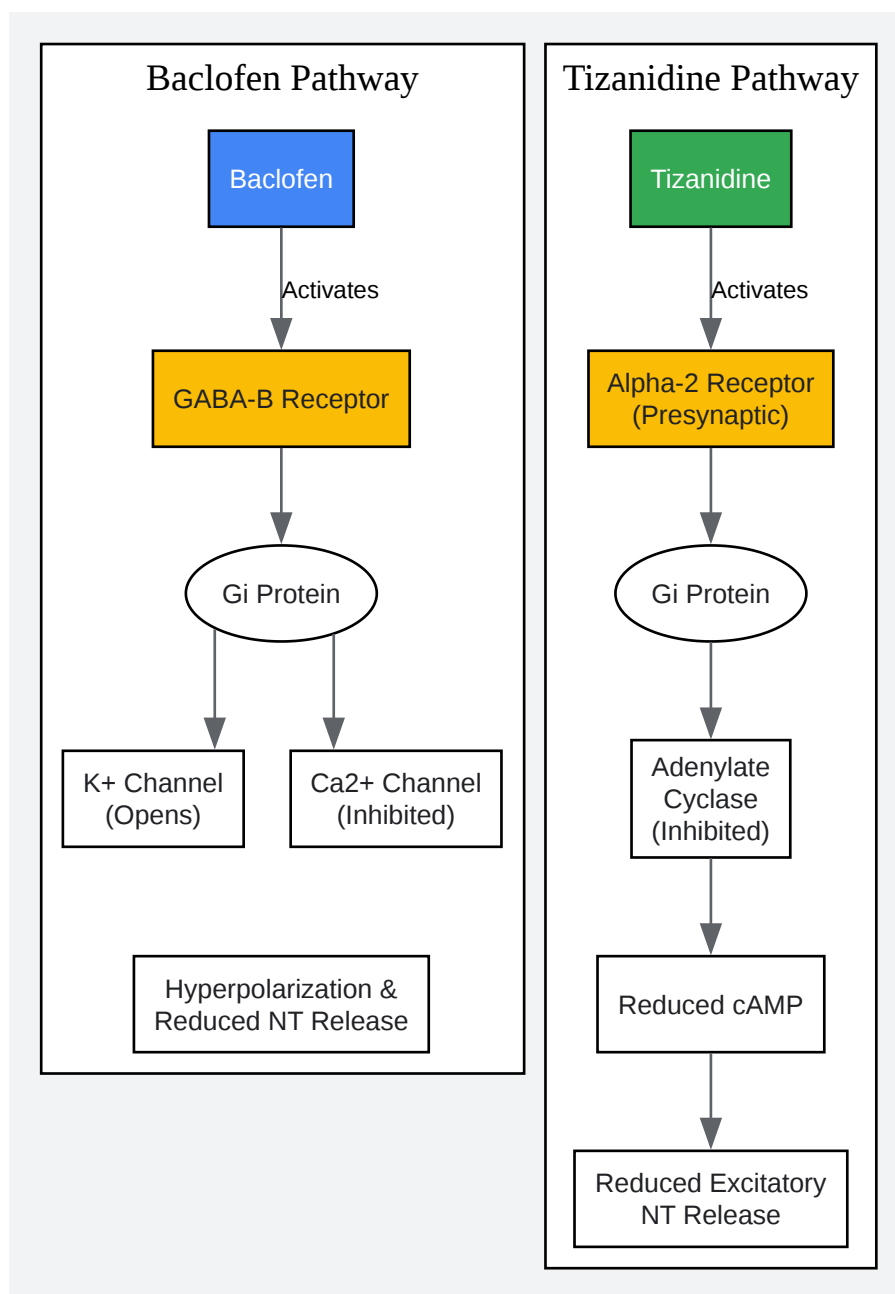 Baclofen Pathway
Baclofen
Activates
GABA-B Receptor
Gi Protein
K+ Channel
(Opens)
Ca2+ Channel
(Inhibited)
Hyperpolarization &
Reduced NT Release
Tizanidine Pathway
Tizanidine
Activates
Alpha-2 Receptor
(Presynaptic)
Gi Protein
Adenylate
Cyclase
(Inhibited)
Reduced cAMP
Reduced Excitatory
NT Release